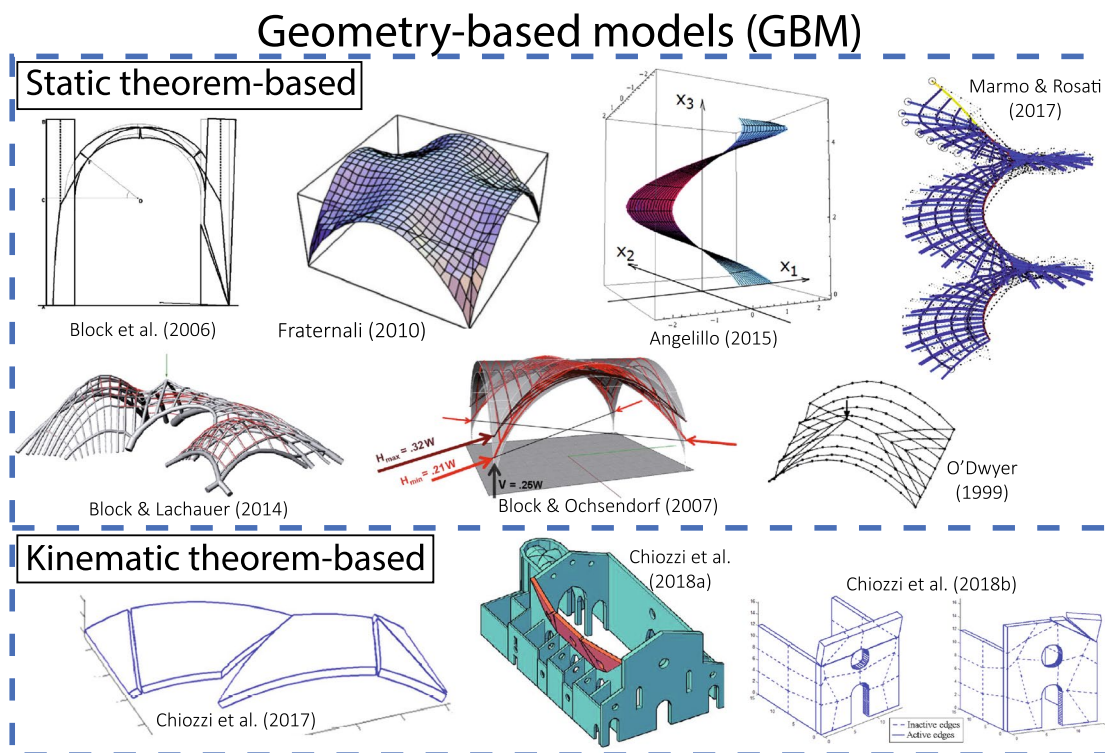 Geometry-based models (GBM)
Static theorem-based
Block et al. (2006)
Fraternali (2010)
X₃
X₂
X₁
Angelillo (2015)
Marmo & Rosati
(2017)
Block & Lachauer (2014)
Hmax = .32W
Hmin = .21W
V = .25W
Block & Ochsendorf (2007)
O'Dwyer
(1999)
Kinematic theorem-based
Chiozzi et al. (2017)
Chiozzi et al.
(2018a)
Chiozzi et al. (2018b)
Inactive edges
Active edges